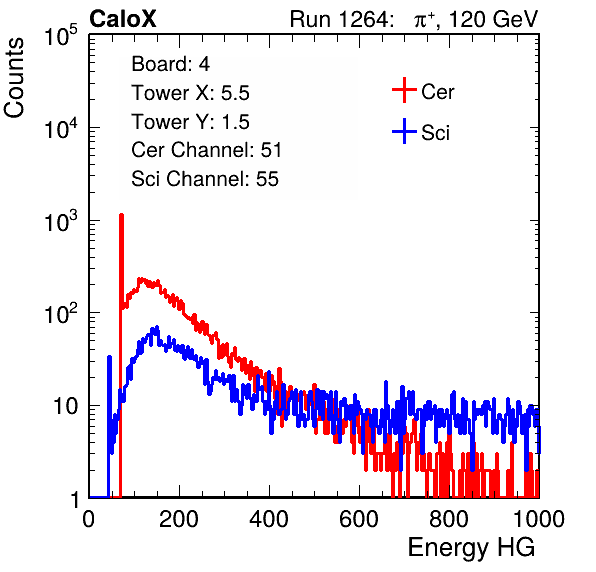 CaloX Run 1264: π⁺, 120 GeV
Board: 4
Tower X: 5.5
Tower Y: 1.5
Cer Channel: 51
Sci Channel: 55
Cer
Sci
Counts
10⁵
10⁴
10³
10²
10
1
0 200 400 600 800 1000
Energy HG